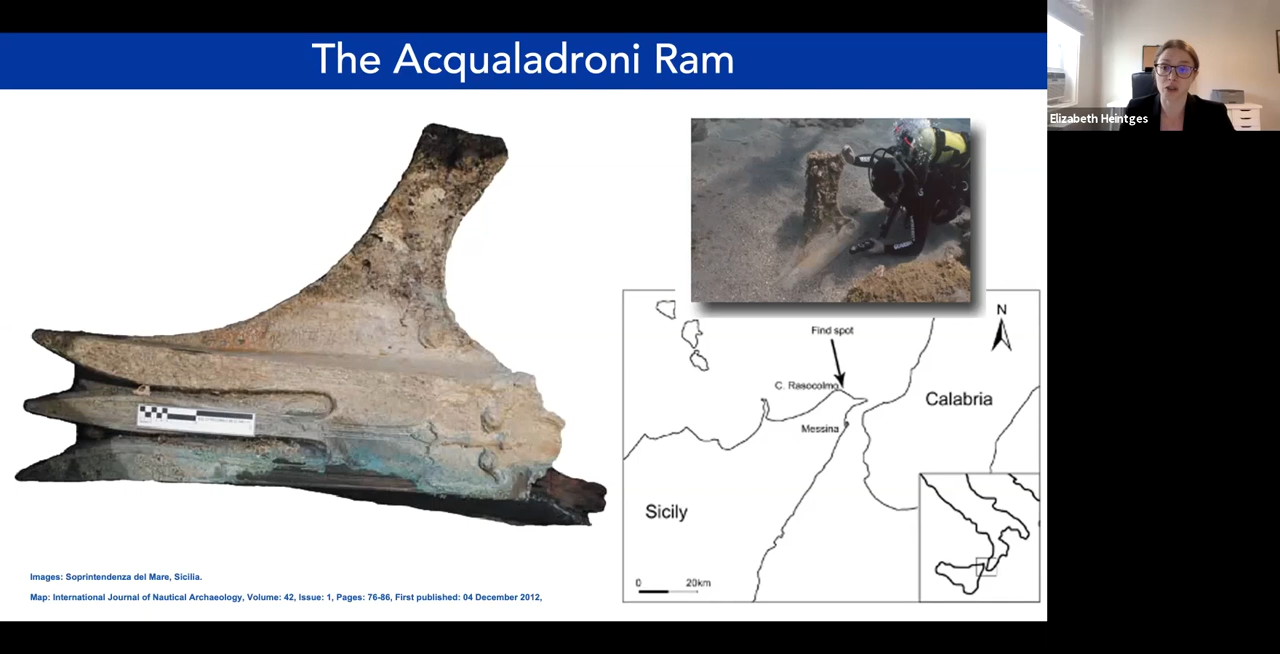 The Acqualadroni Ram
Elizabeth Heintges
N
Find spot
C. Rasocolmo
Calabria
Messina
Sicily
0 20km
Images: Soprintendenza del Mare, Sicilia.
Map: International Journal of Nautical Archaeology, Volume: 42, Issue: 1, Pages: 76-86, First published: 04 December 2012,